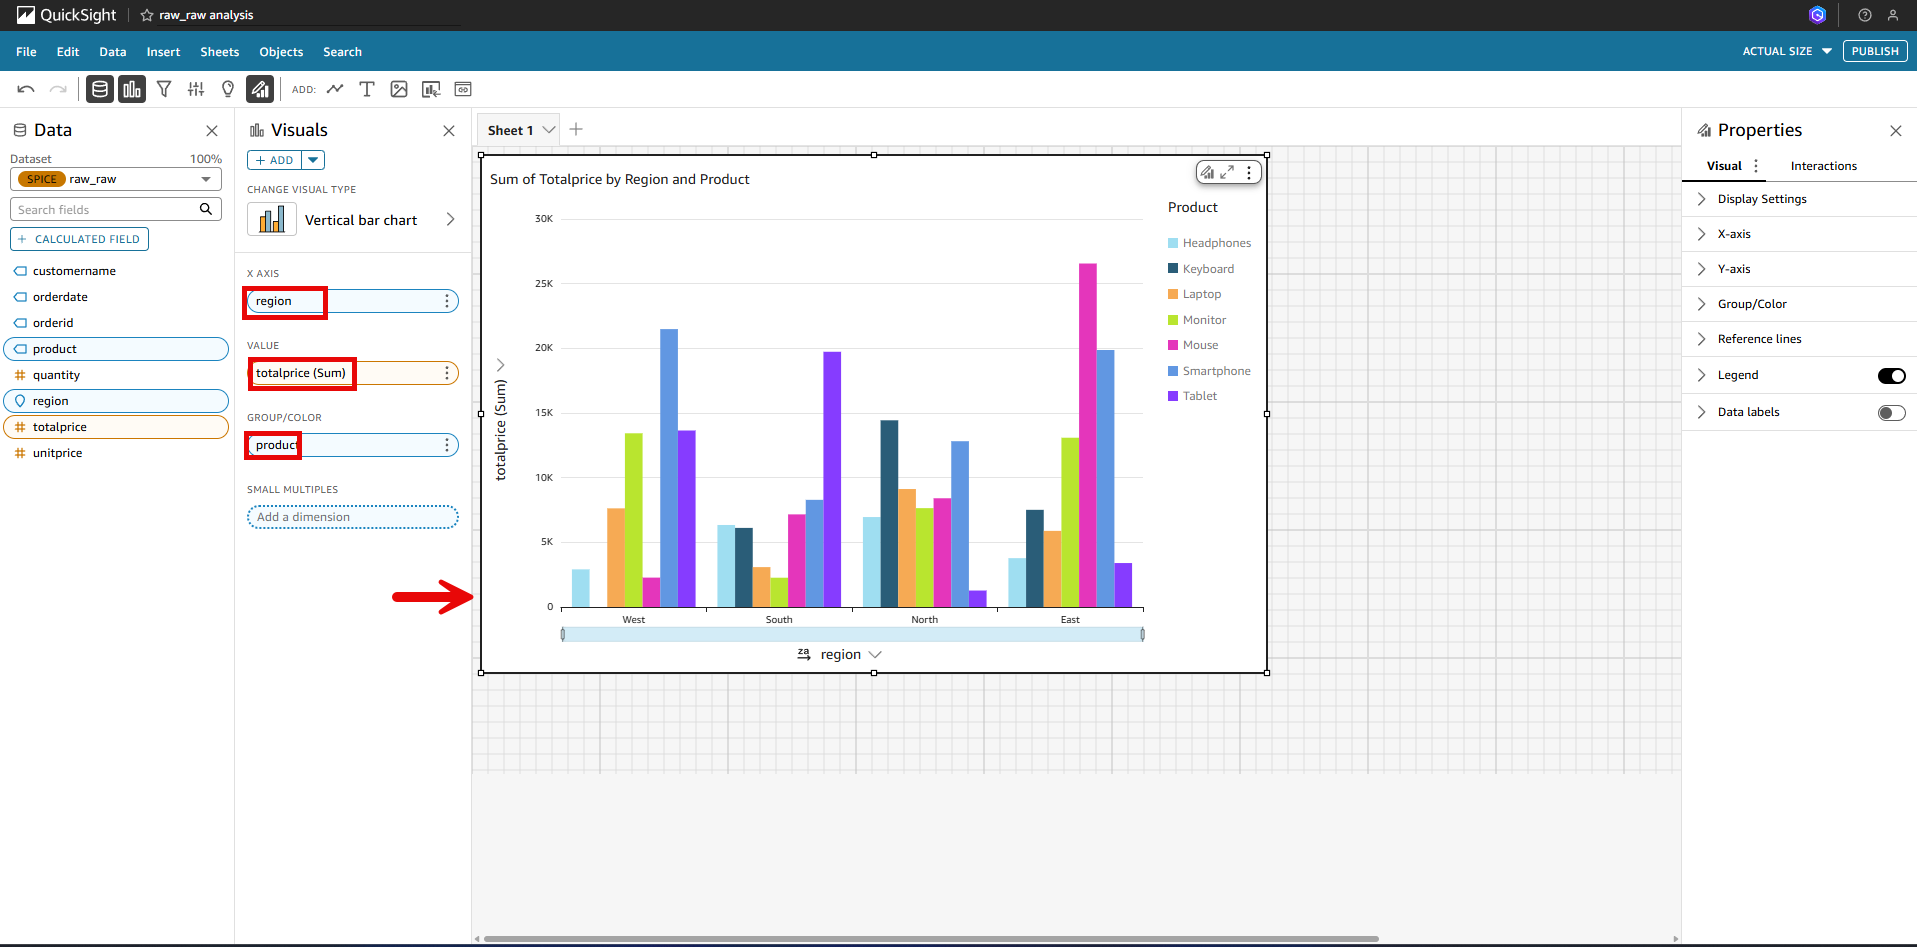 QuickSight
raw_raw analysis
File Edit Data Insert Sheets Objects Search
ACTUAL SIZE
PUBLISH
ADD:
Data
Dataset 100%
SPICE raw_raw
Search fields
+ CALCULATED FIELD
customername
orderdate
orderid
product
quantity
region
totalprice
unitprice
Visuals
+ ADD
CHANGE VISUAL TYPE
Vertical bar chart
X AXIS
region
VALUE
totalprice (Sum)
GROUP/COLOR
product
SMALL MULTIPLES
Add a dimension
Sheet 1
Sum of Totalprice by Region and Product
totalprice (Sum)
30K
25K
20K
15K
10K
5K
0
West South North East
za region
Product
Headphones
Keyboard
Laptop
Monitor
Mouse
Smartphone
Tablet
Properties
Visual Interactions
Display Settings
X-axis
Y-axis
Group/Color
Reference lines
Legend
Data labels